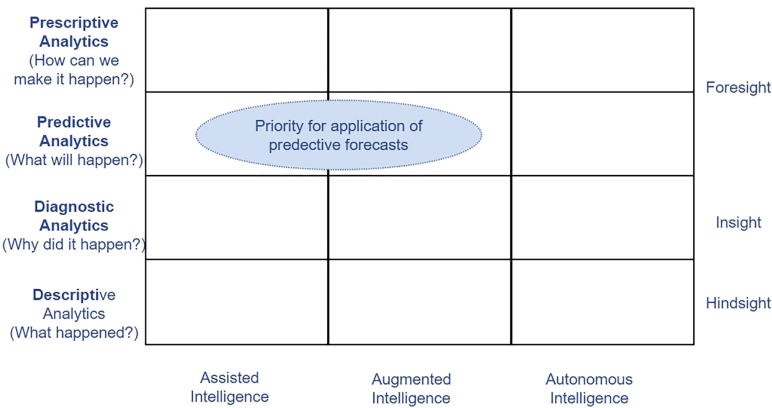 Prescriptive
Analytics
(How can we
make it happen?)
Foresight
Predictive
Analytics
(What will happen?)
Priority for application of
predective forecasts
Diagnostic
Analytics
(Why did it happen?)
Insight
Descriptive
Analytics
(What happened?)
Hindsight
Assisted
Intelligence
Augmented
Intelligence
Autonomous
Intelligence